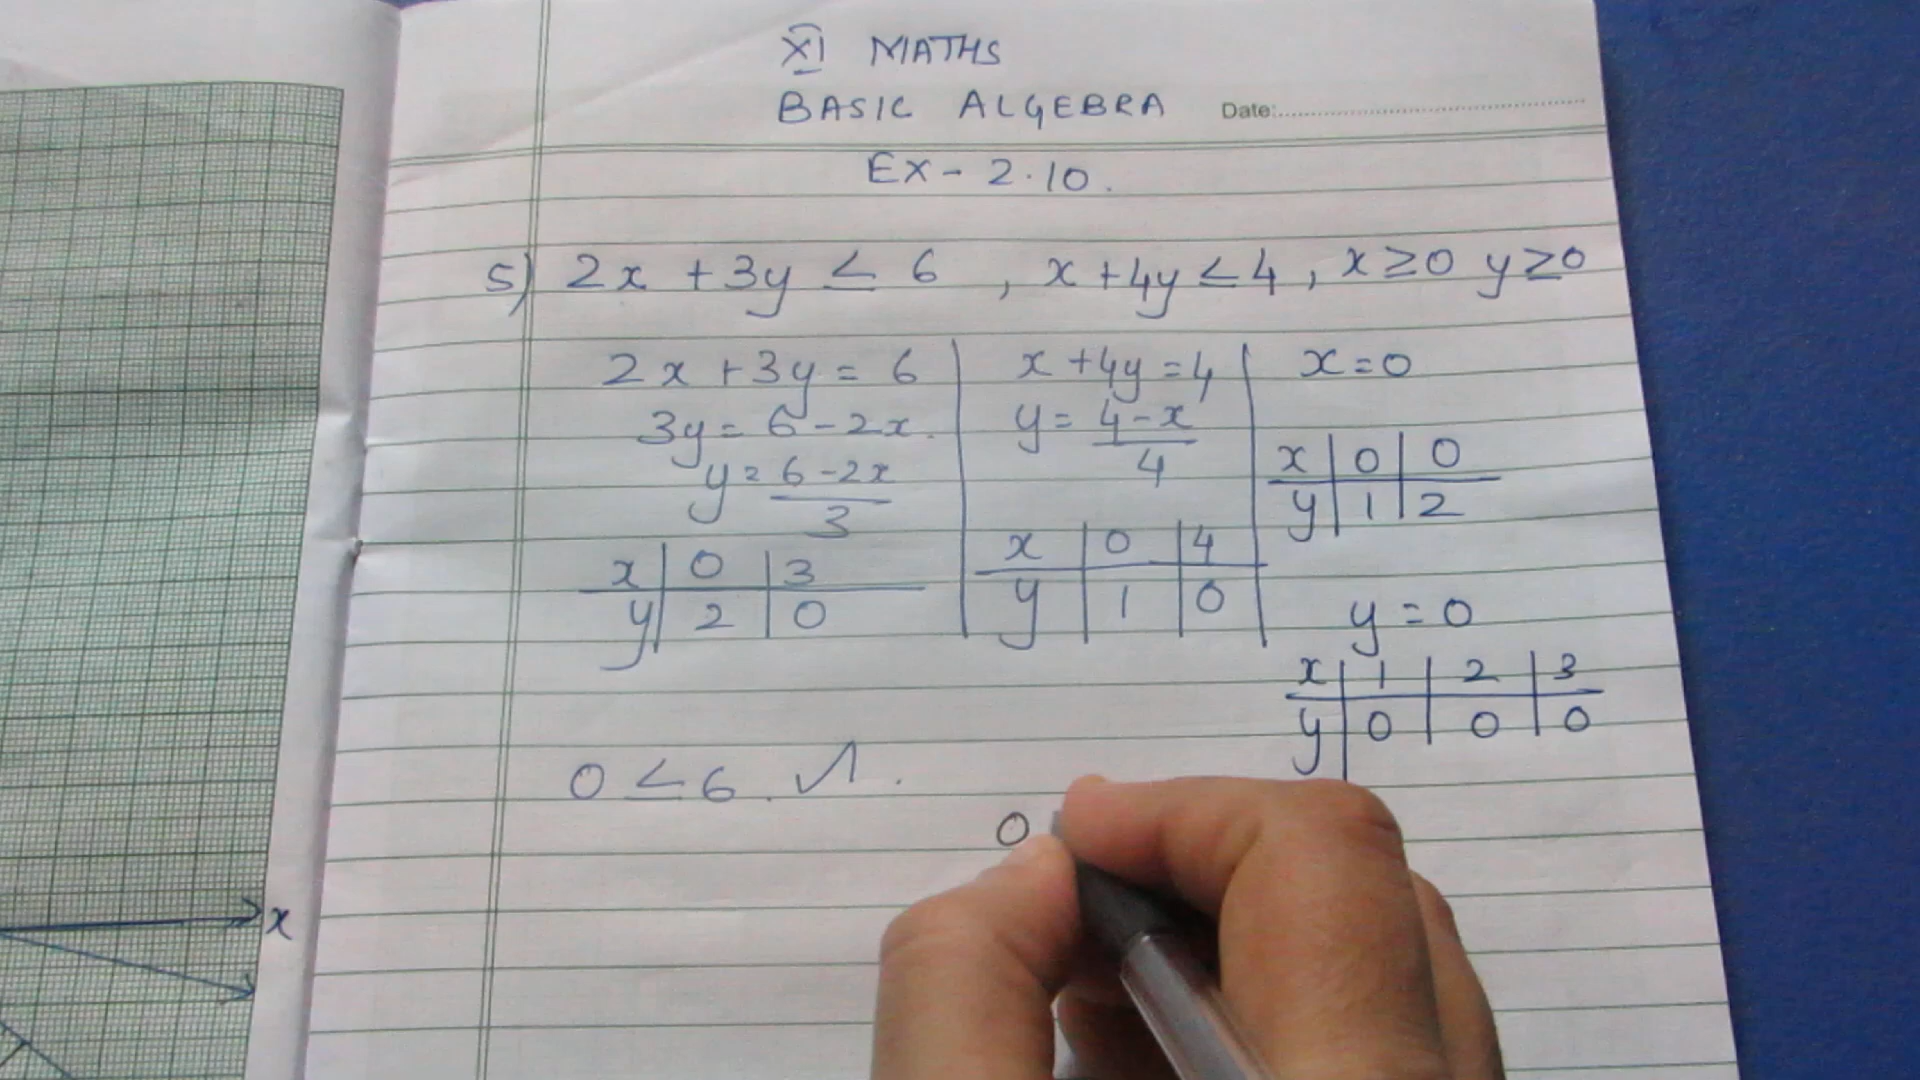 XI MATHS
BASIC ALGEBRA
Date:
EX - 2.10.
5) 2x + 3y ≤ 6 , x + 4y ≤ 4 , x ≥ 0 y ≥ 0
2x + 3y = 6
3y = 6 - 2x.
y = 6 - 2x
3
x 0 3
y 2 0
x + 4y = 4
y = 4 - x
4
x 0 4
y 1 0
x = 0
x 0 0
y 1 2
y = 0
x 1 2 3
y 0 0 0
0 ≤ 6. ✓.
0
x